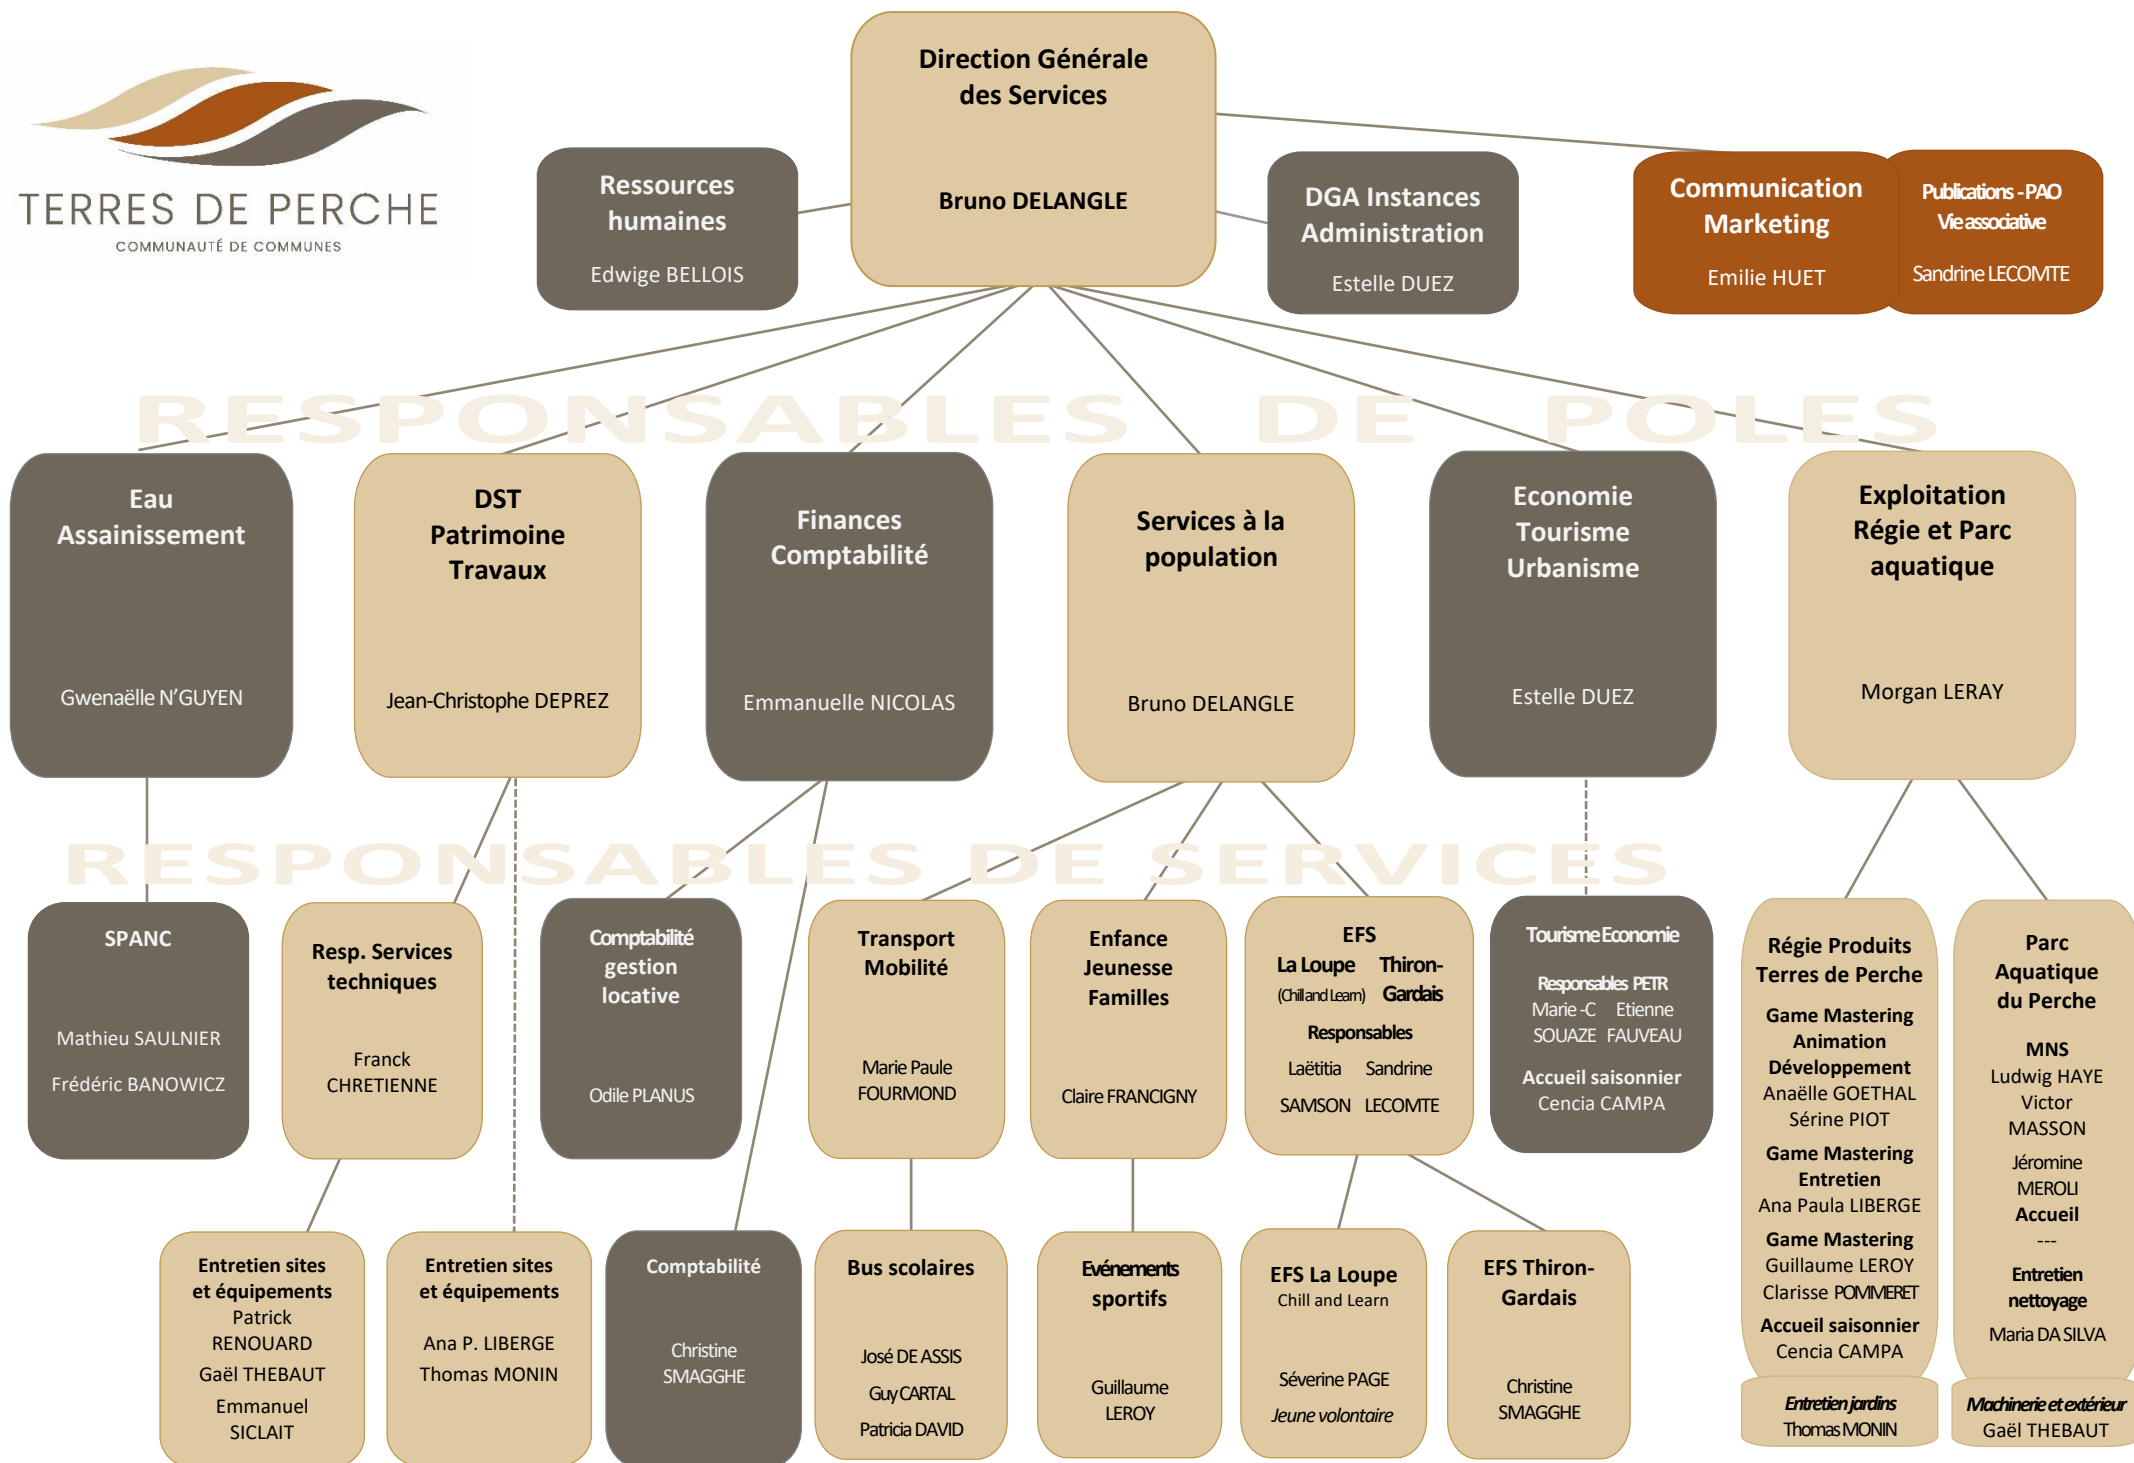 TERRES DE PERCHE
COMMUNAUTÉ DE COMMUNES
Direction Générale
des Services
Bruno DELANGLE
Ressources
humaines
Edwige BELLOIS
DGA Instances
Administration
Estelle DUEZ
Communication
Marketing
Emilie HUET
Publications - PAO
Vie associative
Sandrine LECOMTE
RESPONSABLES DE POLES
Eau
Assainissement
Gwenaëlle N’GUYEN
DST
Patrimoine
Travaux
Jean-Christophe DEPREZ
Finances
Comptabilité
Emmanuelle NICOLAS
Services à la
population
Bruno DELANGLE
Economie
Tourisme
Urbanisme
Estelle DUEZ
Exploitation
Régie et Parc
aquatique
Morgan LERAY
RESPONSABLES DE SERVICES
SPANC
Mathieu SAULNIER
Frédéric BANOWICZ
Resp. Services
techniques
Franck
CHRETIENNE
Comptabilité
gestion
locative
Odile PLANUS
Transport
Mobilité
Marie Paule
FOURMOND
Enfance
Jeunesse
Familles
Claire FRANCIGNY
EFS
La Loupe Thiron-
(Chill and Learn) Gardais
Responsables
Laëtitia Sandrine
SAMSON LECOMTE
Tourisme Economie
Responsables PETR
Marie -C Etienne
SOUAZE FAUVEAU
Accueil saisonnier
Cencia CAMPA
Régie Produits
Terres de Perche
Game Mastering
Animation
Développement
Anaëlle GOETHAL
Sérine PIOT
Game Mastering
Entretien
Ana Paula LIBERGE
Game Mastering
Guillaume LEROY
Clarisse POMMERET
Accueil saisonnier
Cencia CAMPA
Entretien jardins
Thomas MONIN
Parc
Aquatique
du Perche
MNS
Ludwig HAYE
Victor
MASSON
Jéromine
MEROLI
Accueil
---
Entretien
nettoyage
Maria DA SILVA
Machinerie et extérieur
Gaël THEBAUT
Entretien sites
et équipements
Patrick
RENOUARD
Gaël THEBAUT
Emmanuel
SICLAIT
Entretien sites
et équipements
Ana P. LIBERGE
Thomas MONIN
Comptabilité
Christine
SMAGGHE
Bus scolaires
José DE ASSIS
Guy CARTAL
Patricia DAVID
Evénements
sportifs
Guillaume
LEROY
EFS La Loupe
Chill and Learn
Séverine PAGE
Jeune volontaire
EFS Thiron-
Gardais
Christine
SMAGGHE